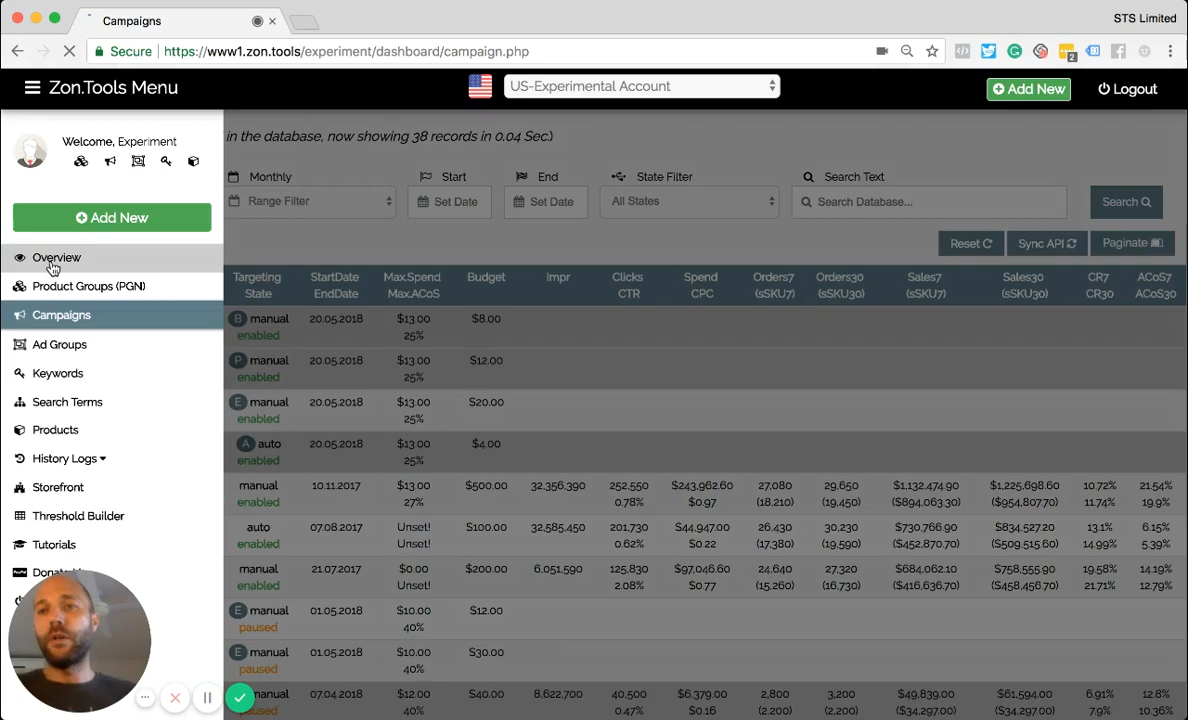 Campaigns
STS Limited
Secure https://www1.zon.tools/experiment/dashboard/campaign.php
2
Zon.Tools Menu
US-Experimental Account
Add New
Logout
Welcome, Experiment
in the database, now showing 38 records in 0.04 Sec.)
Monthly Start End State Filter Search Text
Range Filter Set Date Set Date All States Search Database... Search
Add New
Reset Sync API Paginate
Overview
Product Groups (PGN)
Campaigns
Ad Groups
Keywords
Search Terms
Products
History Logs
Storefront
Threshold Builder
Tutorials
Targeting StartDate Max.Spend Budget Impr Clicks Spend Orders7 Orders30 Sales7 Sales30 CR7 ACoS7
State EndDate Max.ACoS CTR CPC (sSKU7) (sSKU30) (sSKU7) (sSKU30) CR30 ACoS30
B manual 20.05.2018 $13.00 $8.00
enabled 25%
P manual 20.05.2018 $13.00 $12.00
enabled 25%
E manual 20.05.2018 $13.00 $20.00
enabled 25%
A auto 20.05.2018 $13.00 $4.00
enabled 25%
manual 10.11.2017 $13.00 $500.00 32,356,390 252,550 $243,962.60 27,080 29,650 $1,132,474.90 $1,225,698.60 10.72% 21.54%
enabled 27% 0.78% $0.97 (18,210) (19,450) ($894,063.30) ($954,807.70) 11.74% 19.9%
auto 07.08.2017 Unset! $100.00 32,585,450 201,730 $44,947.00 26,430 30,230 $730,766.90 $834,527.20 13.1% 6.15%
enabled Unset! 0.62% $0.22 (17,380) (19,590) ($452,870.70) ($509,515.60) 14.99% 5.39%
manual 21.07.2017 $0.00 $200.00 6,051,590 125,830 $97,046.60 24,640 27,320 $684,062.10 $758,555.90 19.58% 14.19%
enabled Unset! 2.08% $0.77 (15,260) (16,730) ($416,636.70) ($458,456.70) 21.71% 12.79%
E manual 01.05.2018 $10.00 $12.00
paused 40%
E manual 01.05.2018 $10.00 $30.00
paused 40%
manual 07.04.2018 $12.00 $40.00 8,622,700 40,500 $6,379.00 2,800 3,200 $49,839.00 $61,594.00 6.91% 12.8%
paused 40% 0.47% $0.16 (2,200) (2,200) ($34,297.00) ($34,297.00) 7.9% 10.36%